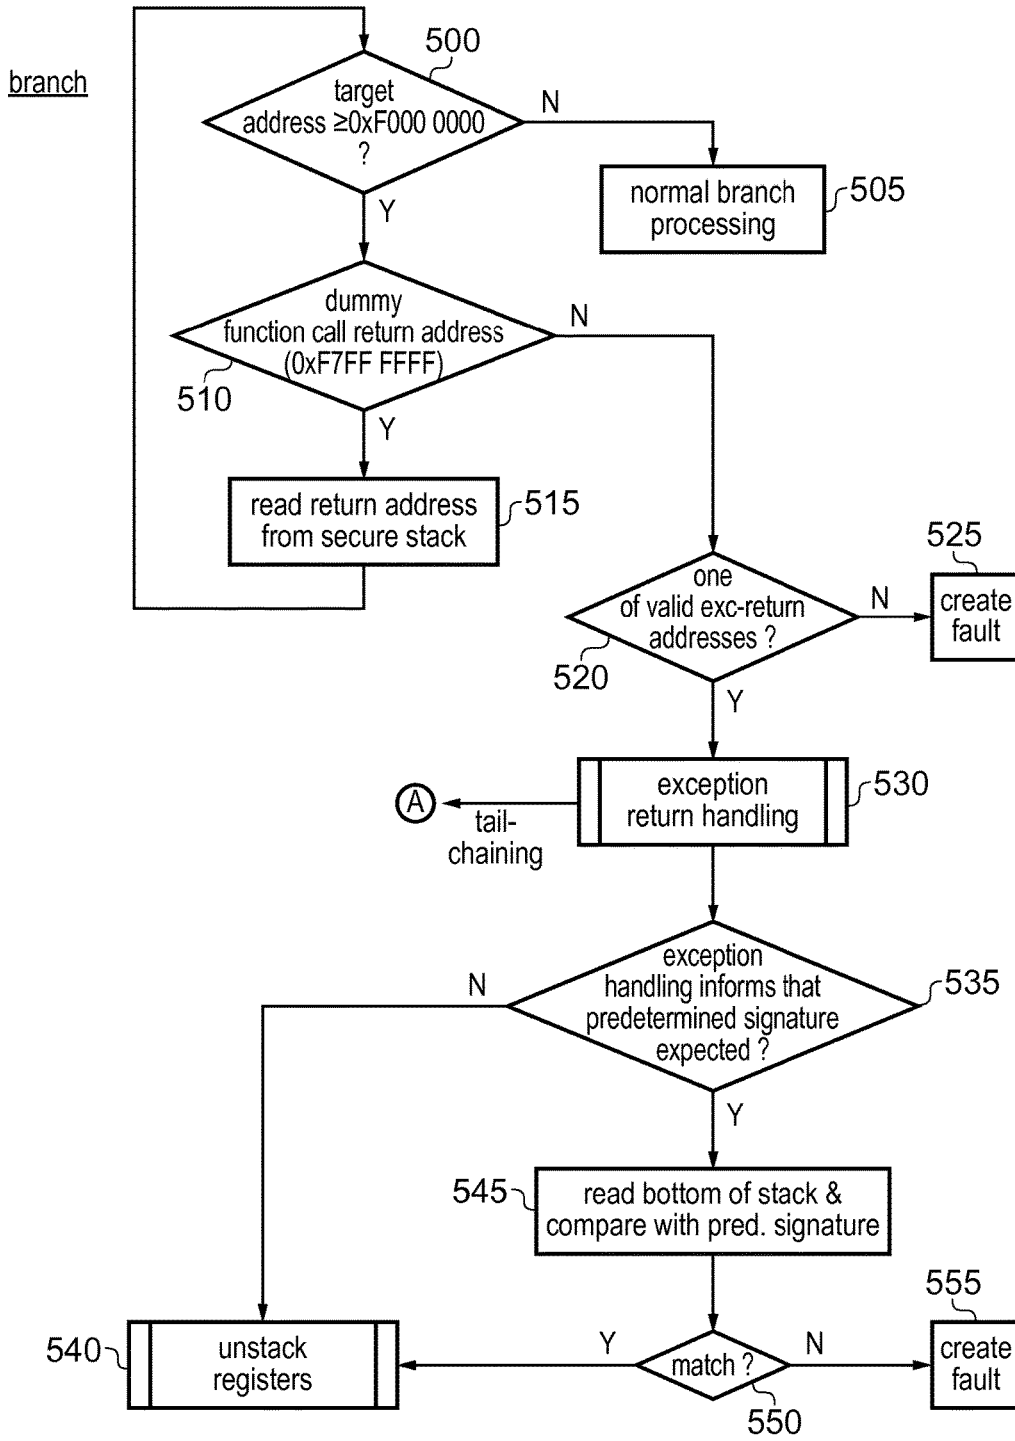 branch
500
target
address ≥0xF000 0000
?
N
Y
normal branch
processing
505
dummy
function call return address
(0xF7FF FFFF)
510
N
Y
read return address
from secure stack
515
one
of valid exc-return
addresses ?
520
N
Y
525
create
fault
exception
return handling
530
A
tail-
chaining
exception
handling informs that
predetermined signature
expected ?
535
N
Y
545
read bottom of stack &
compare with pred. signature
540
unstack
registers
Y
match ?
N
550
555
create
fault